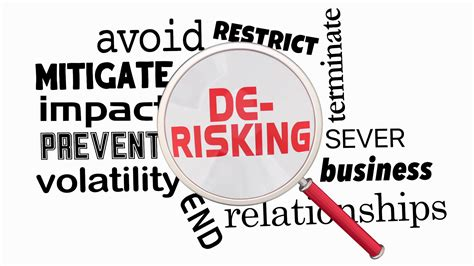 avoid
RESTRICT
terminate
MITIGATE
impact
PREVENT
volatility
DE-
RISKING
SEVER
business
END
relationships